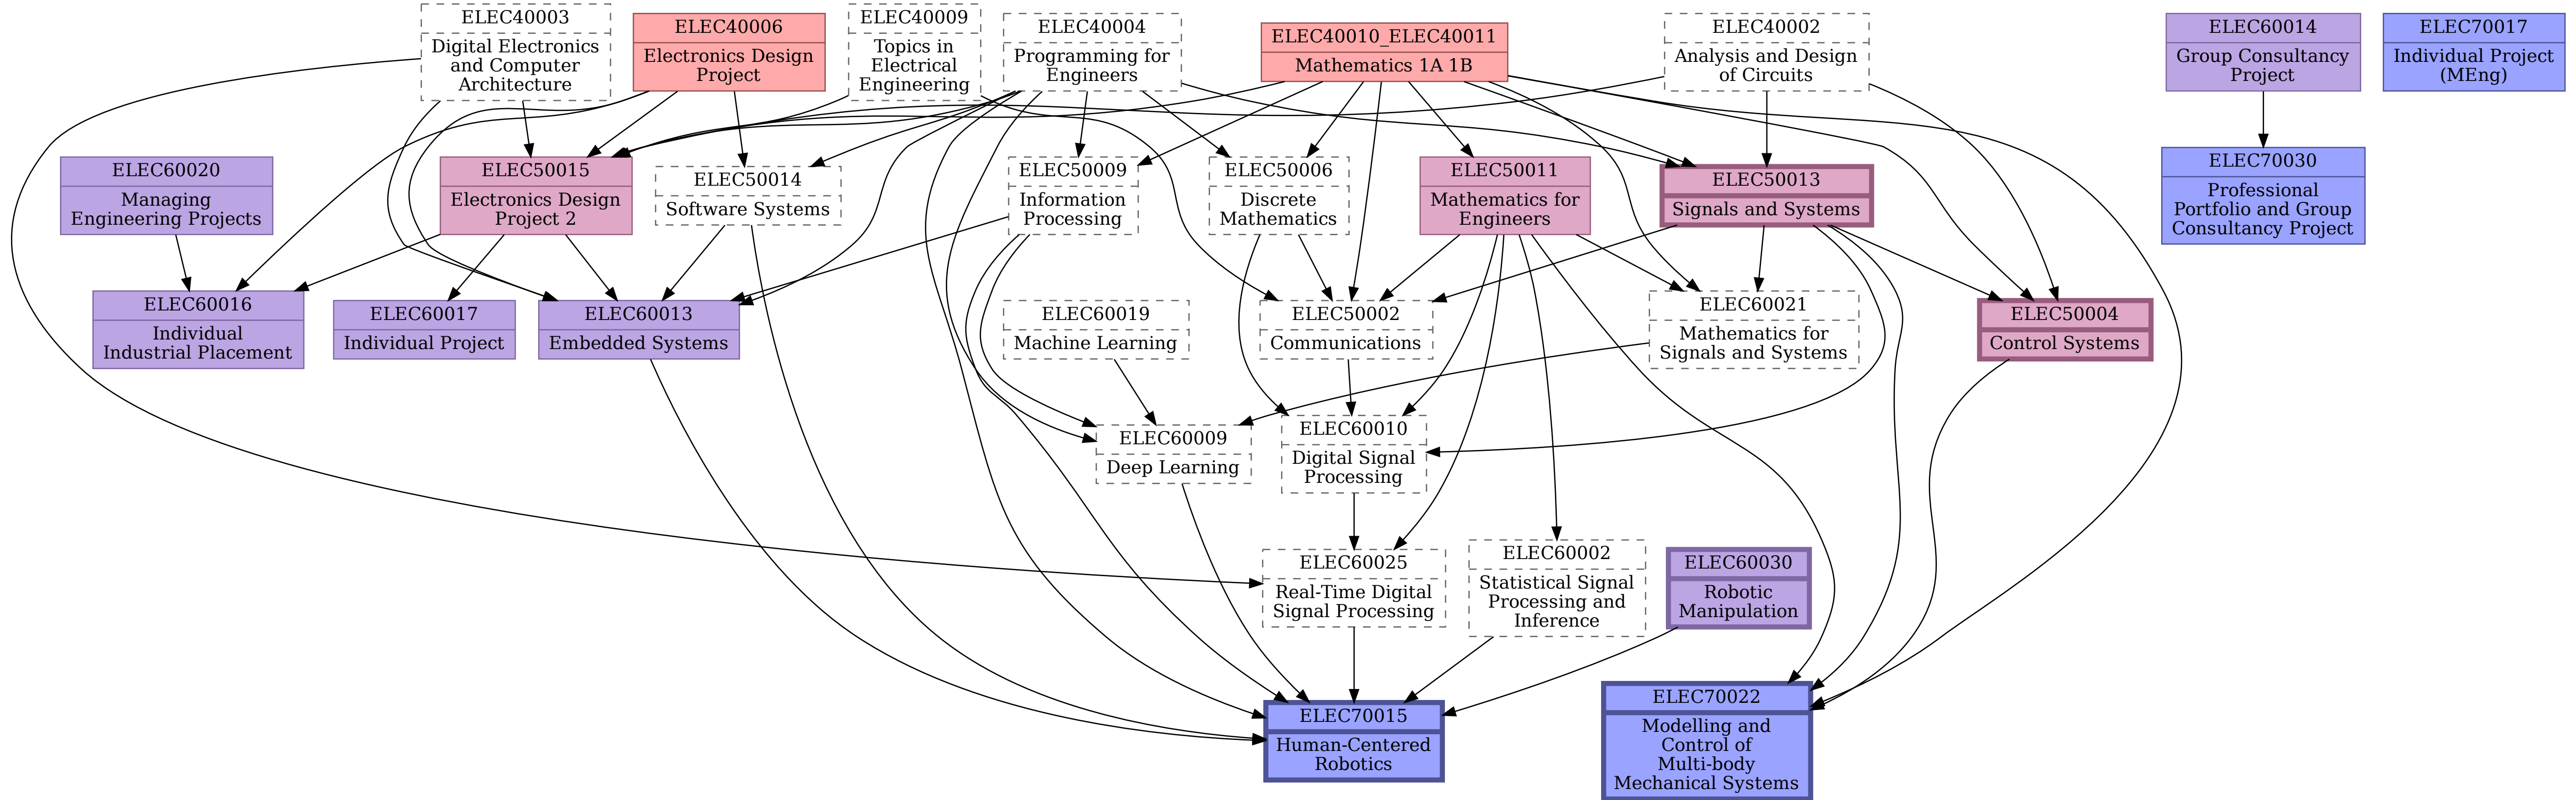 ELEC40003
Digital Electronics
and Computer
Architecture
ELEC40006
Electronics Design
Project
ELEC40009
Topics in
Electrical
Engineering
ELEC40004
Programming for
Engineers
ELEC40010_ELEC40011
Mathematics 1A 1B
ELEC40002
Analysis and Design
of Circuits
ELEC60014
Group Consultancy
Project
ELEC70017
Individual Project
(MEng)
ELEC60020
Managing
Engineering Projects
ELEC50015
Electronics Design
Project 2
ELEC50014
Software Systems
ELEC50009
Information
Processing
ELEC50006
Discrete
Mathematics
ELEC50011
Mathematics for
Engineers
ELEC50013
Signals and Systems
ELEC70030
Professional
Portfolio and Group
Consultancy Project
ELEC60016
Individual
Industrial Placement
ELEC60017
Individual Project
ELEC60013
Embedded Systems
ELEC60019
Machine Learning
ELEC50002
Communications
ELEC60021
Mathematics for
Signals and Systems
ELEC50004
Control Systems
ELEC60009
Deep Learning
ELEC60010
Digital Signal
Processing
ELEC60025
Real-Time Digital
Signal Processing
ELEC60002
Statistical Signal
Processing and
Inference
ELEC60030
Robotic
Manipulation
ELEC70015
Human-Centered
Robotics
ELEC70022
Modelling and
Control of
Multi-body
Mechanical Systems